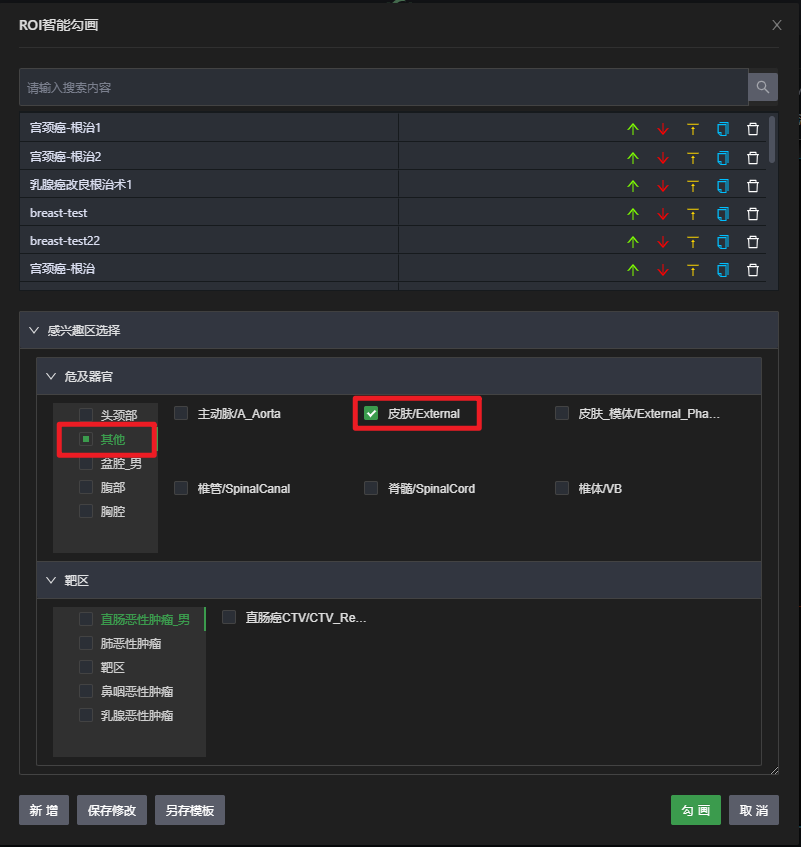 ROI智能勾画
请输入搜索内容
宫颈癌-根治1
宫颈癌-根治2
乳腺癌改良根治术1
breast-test
breast-test22
宫颈癌-根治
感兴趣区选择
危及器官
头颈部
其他
盆腔_男
腹部
胸腔
主动脉/A_Aorta
皮肤/External
皮肤_模体/External_Pha...
椎管/SpinalCanal
脊髓/SpinalCord
椎体/VB
靶区
直肠恶性肿瘤_男
肺恶性肿瘤
靶区
鼻咽恶性肿瘤
乳腺恶性肿瘤
直肠癌CTV/CTV_Re...
新增
保存修改
另存模板
勾画
取消